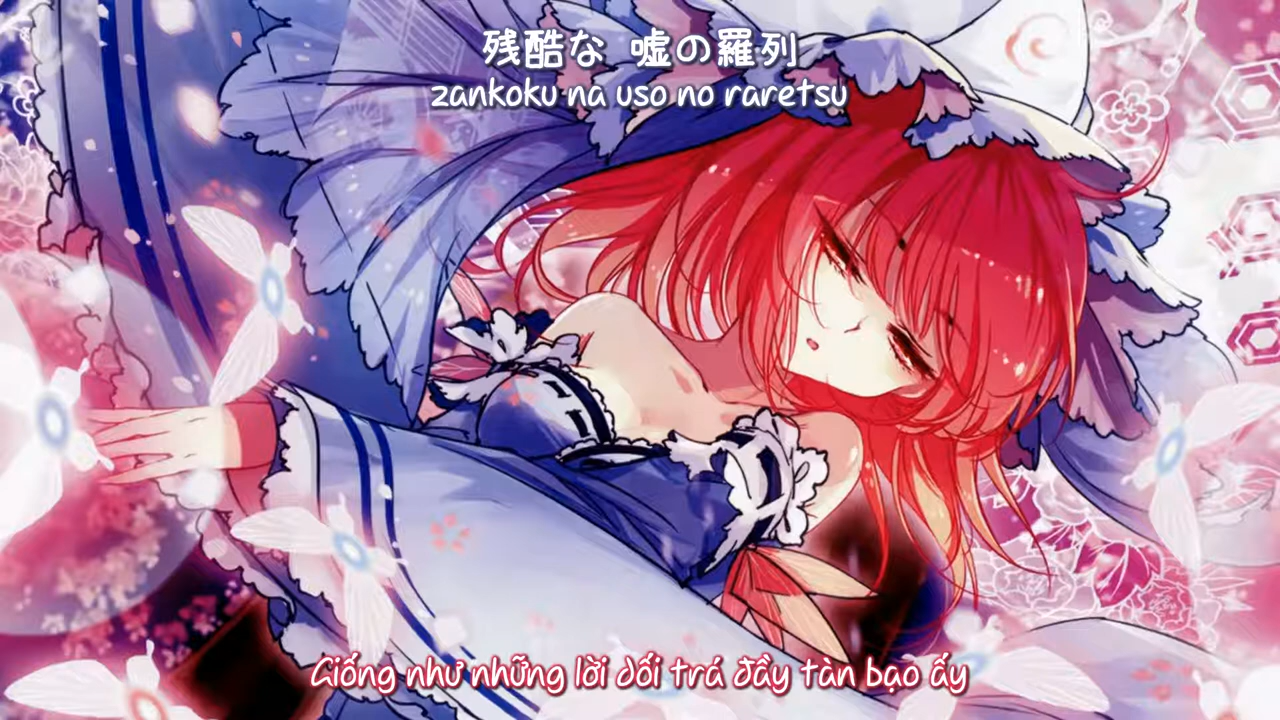 残酷な 嘘の羅列
zankoku na uso no raretsu
Giống như những lời dối trá đầy tàn bạo ấy